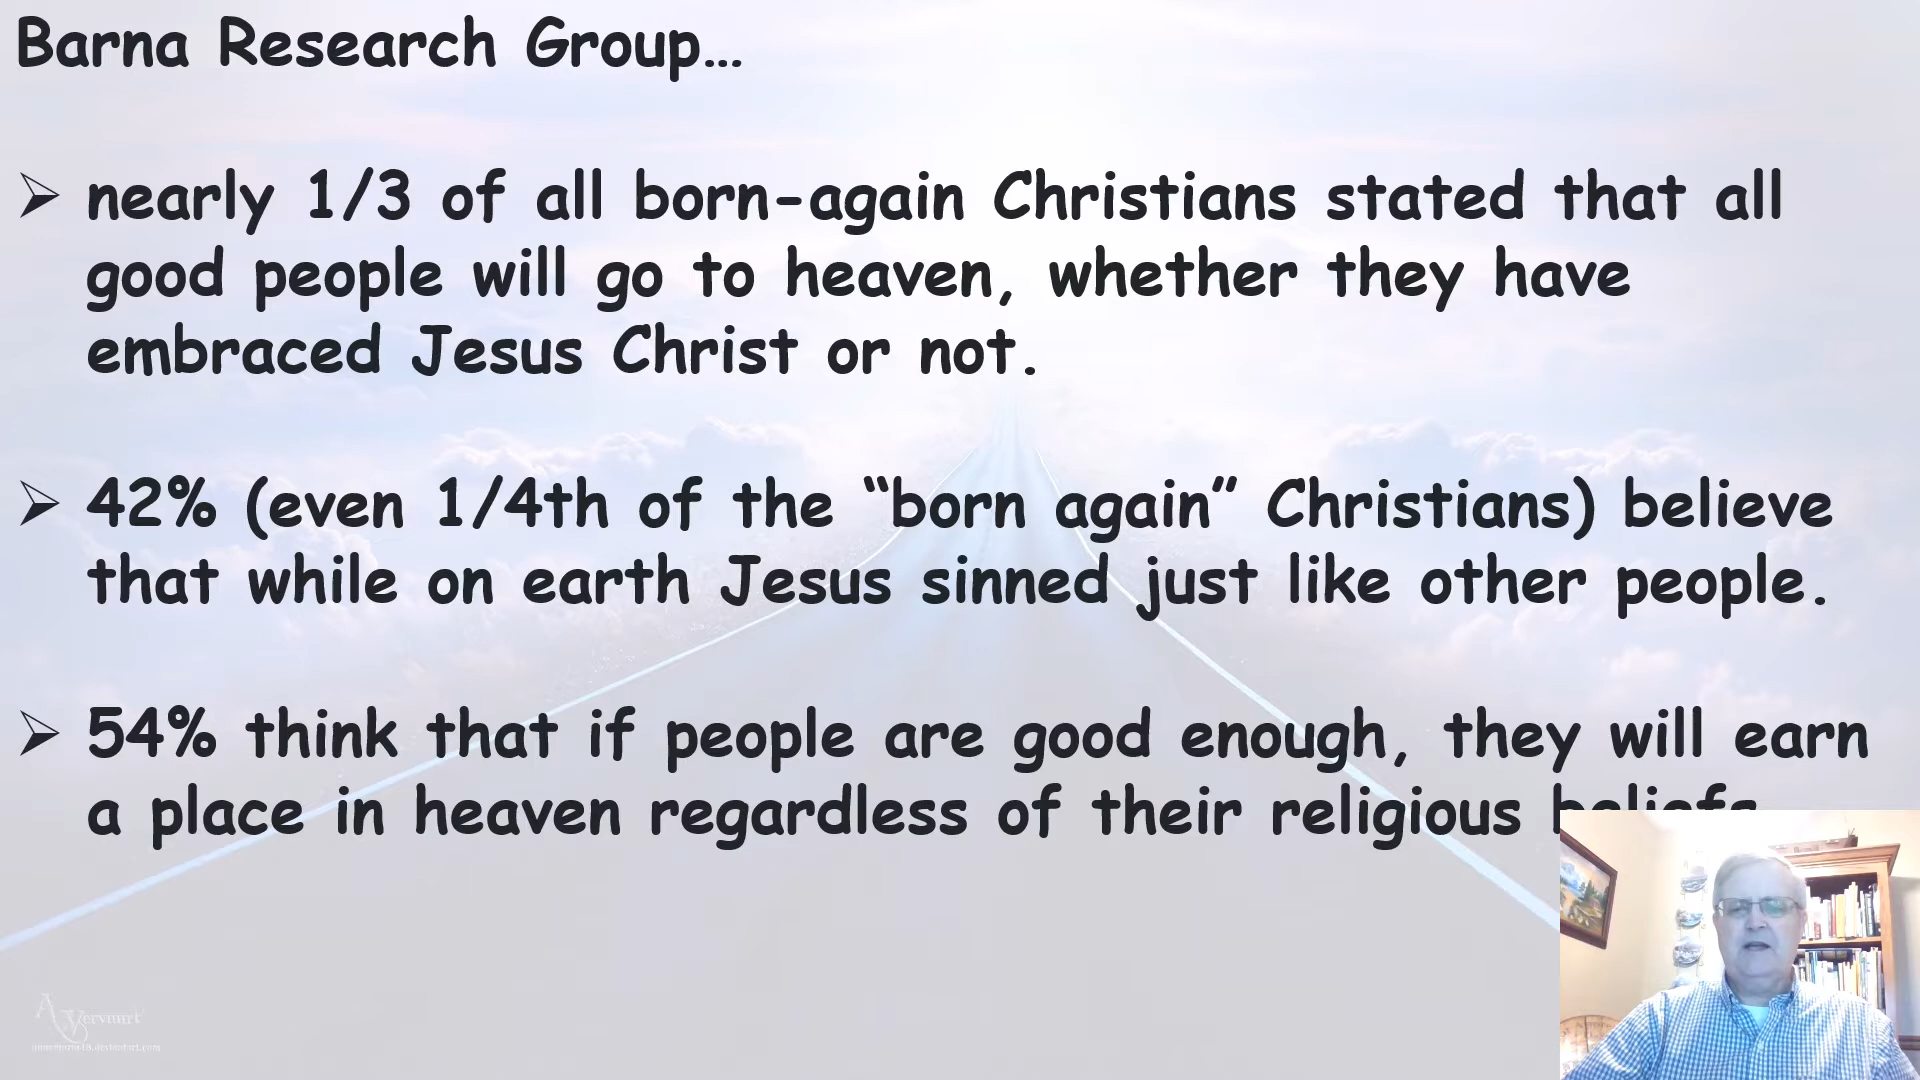 Barna Research Group…
➢ nearly 1/3 of all born-again Christians stated that all
good people will go to heaven, whether they have
embraced Jesus Christ or not.
➢ 42% (even 1/4th of the “born again” Christians) believe
that while on earth Jesus sinned just like other people.
➢ 54% think that if people are good enough, they will earn
a place in heaven regardless of their religious beliefs